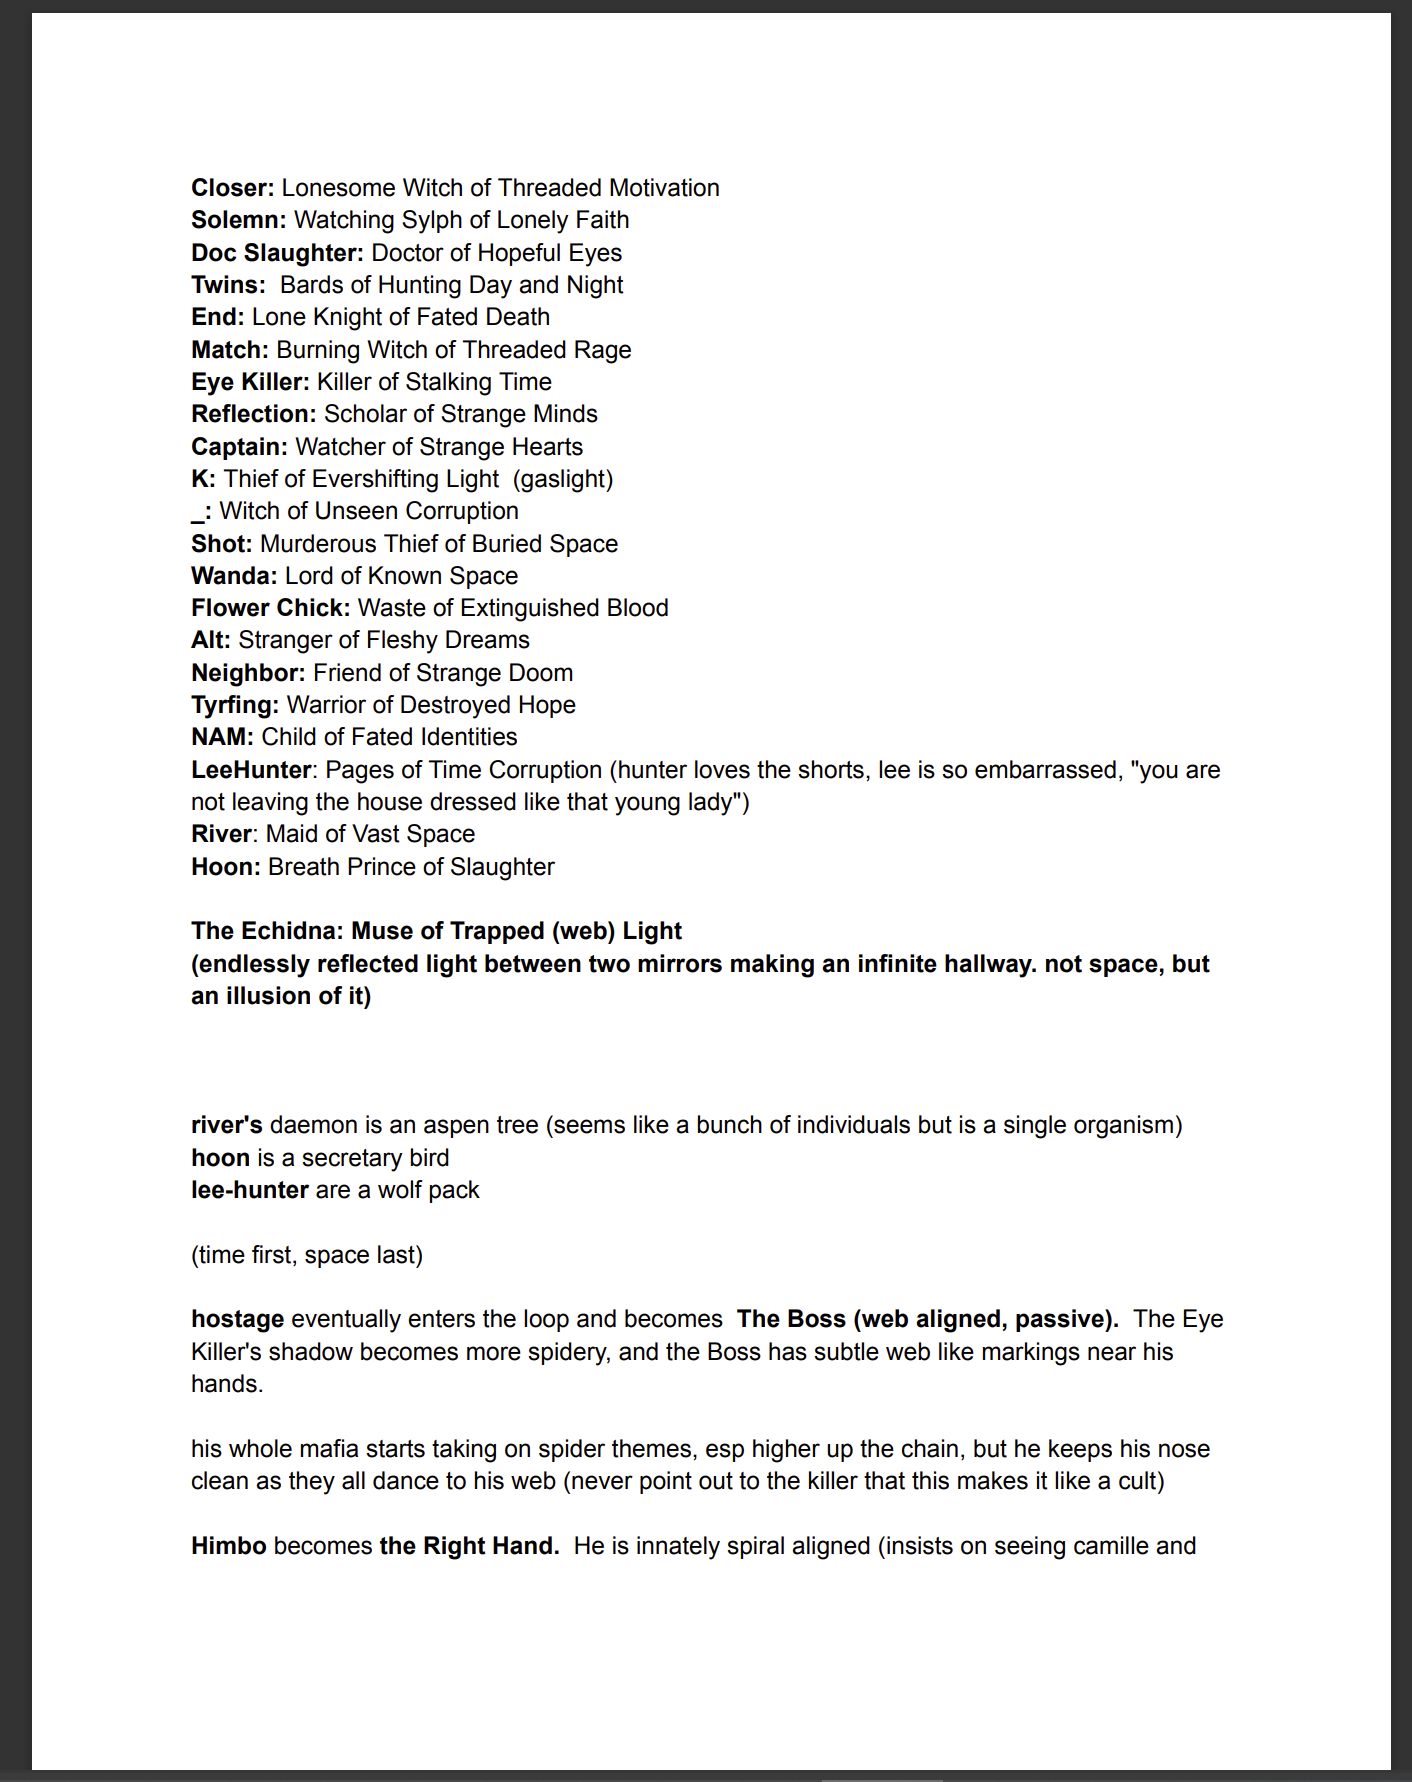 Closer: Lonesome Witch of Threaded Motivation
Solemn: Watching Sylph of Lonely Faith
Doc Slaughter: Doctor of Hopeful Eyes
Twins:  Bards of Hunting Day and Night
End: Lone Knight of Fated Death
Match: Burning Witch of Threaded Rage
Eye Killer: Killer of Stalking Time
Reflection: Scholar of Strange Minds
Captain: Watcher of Strange Hearts
K: Thief of Evershifting Light  (gaslight)
_: Witch of Unseen Corruption
Shot: Murderous Thief of Buried Space
Wanda: Lord of Known Space
Flower Chick: Waste of Extinguished Blood
Alt: Stranger of Fleshy Dreams
Neighbor: Friend of Strange Doom
Tyrfing: Warrior of Destroyed Hope
NAM: Child of Fated Identities
LeeHunter: Pages of Time Corruption (hunter loves the shorts, lee is so embarrassed, "you are
not leaving the house dressed like that young lady")
River: Maid of Vast Space
Hoon: Breath Prince of Slaughter
The Echidna: Muse of Trapped (web) Light
(endlessly reflected light between two mirrors making an infinite hallway. not space, but
an illusion of it)
river's daemon is an aspen tree (seems like a bunch of individuals but is a single organism)
hoon is a secretary bird
lee-hunter are a wolf pack
(time first, space last)
hostage eventually enters the loop and becomes  The Boss (web aligned, passive).  The Eye
Killer's shadow becomes more spidery, and the Boss has subtle web like markings near his
hands.
his whole mafia starts taking on spider themes, esp higher up the chain, but he keeps his nose
clean as they all dance to his web (never point out to the killer that this makes it like a cult)
Himbo becomes the Right Hand.  He is innately spiral aligned (insists on seeing camille and